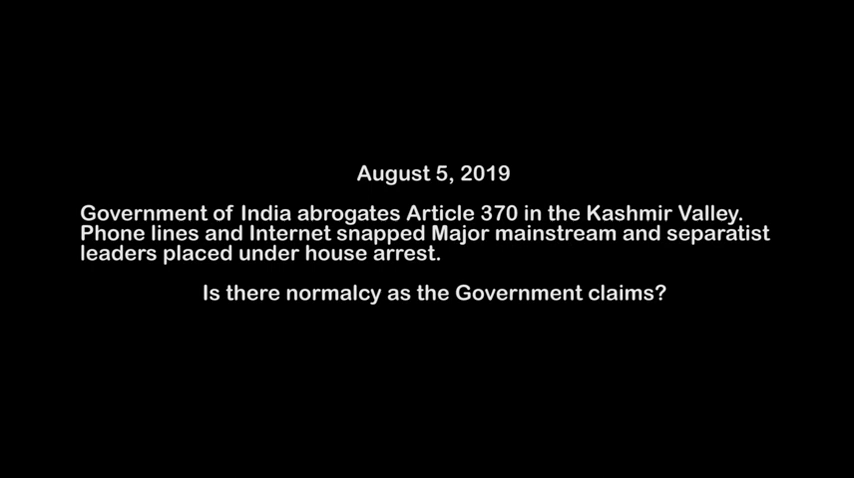 August 5, 2019
Government of India abrogates Article 370 in the Kashmir Valley.
Phone lines and Internet snapped Major mainstream and separatist
leaders placed under house arrest.
Is there normalcy as the Government claims?